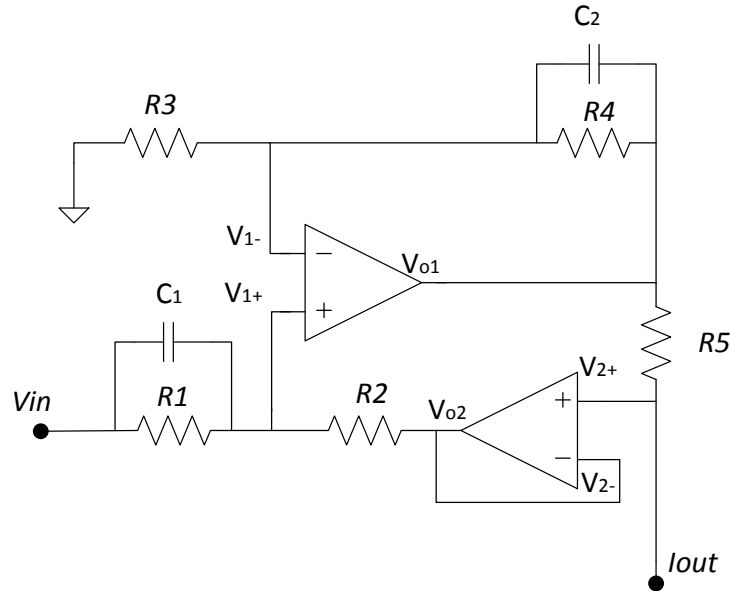 C2
R3
R4
V1-
−
Vo1
C1
V1+
+
R5
V2+
Vin
R1
R2
Vo2
+
−
V2-
Iout